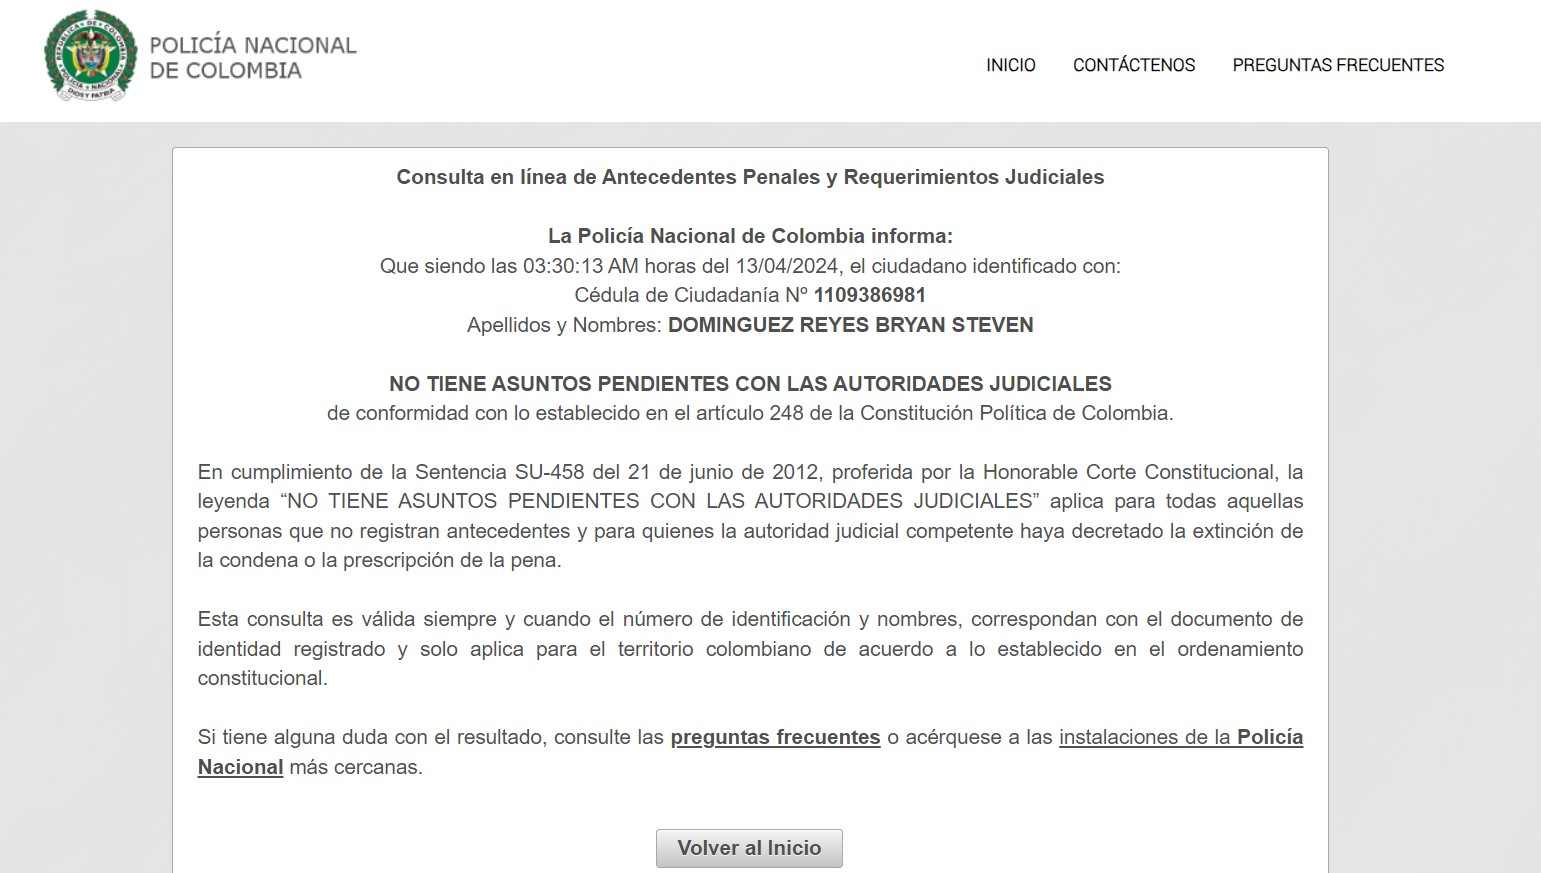 REPUBLICA DE COLOMBIA
POLICIA NACIONAL
DIOS Y PATRIA
POLICÍA NACIONAL
DE COLOMBIA
INICIO CONTÁCTENOS PREGUNTAS FRECUENTES
Consulta en línea de Antecedentes Penales y Requerimientos Judiciales
La Policía Nacional de Colombia informa:
Que siendo las 03:30:13 AM horas del 13/04/2024, el ciudadano identificado con:
Cédula de Ciudadanía Nº 1109386981
Apellidos y Nombres: DOMINGUEZ REYES BRYAN STEVEN
NO TIENE ASUNTOS PENDIENTES CON LAS AUTORIDADES JUDICIALES
de conformidad con lo establecido en el artículo 248 de la Constitución Política de Colombia.
En cumplimiento de la Sentencia SU-458 del 21 de junio de 2012, proferida por la Honorable Corte Constitucional, la
leyenda “NO TIENE ASUNTOS PENDIENTES CON LAS AUTORIDADES JUDICIALES” aplica para todas aquellas
personas que no registran antecedentes y para quienes la autoridad judicial competente haya decretado la extinción de
la condena o la prescripción de la pena.
Esta consulta es válida siempre y cuando el número de identificación y nombres, correspondan con el documento de
identidad registrado y solo aplica para el territorio colombiano de acuerdo a lo establecido en el ordenamiento
constitucional.
Si tiene alguna duda con el resultado, consulte las preguntas frecuentes o acérquese a las instalaciones de la Policía
Nacional más cercanas.
Volver al Inicio